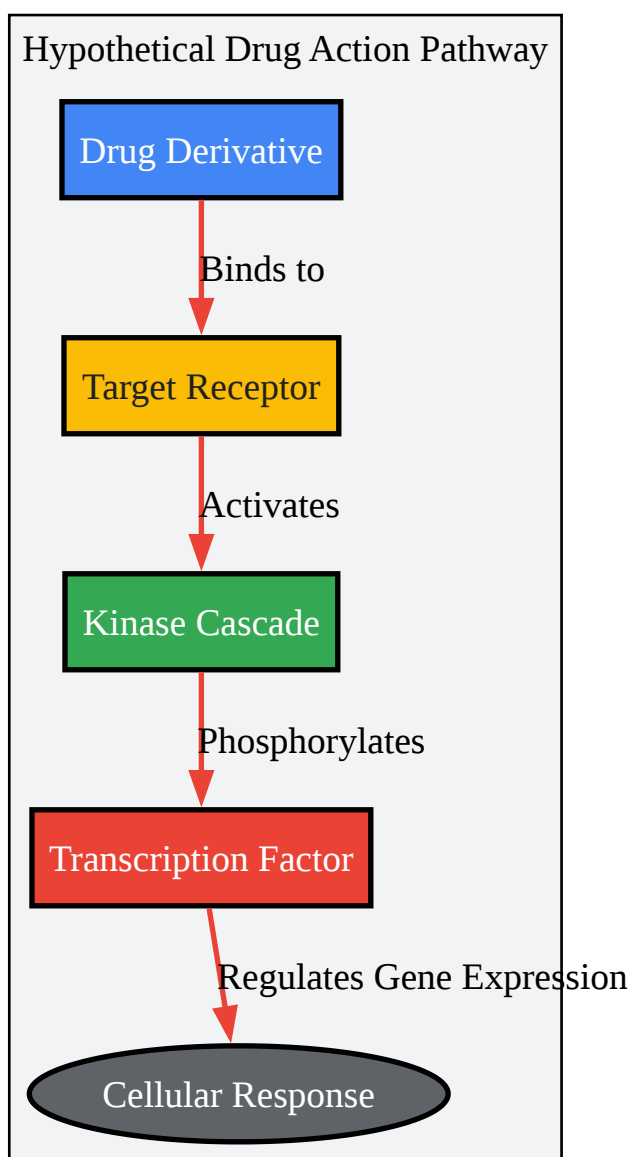 Hypothetical Drug Action Pathway
Drug Derivative
Binds to
Target Receptor
Activates
Kinase Cascade
Phosphorylates
Transcription Factor
Regulates Gene Expression
Cellular Response